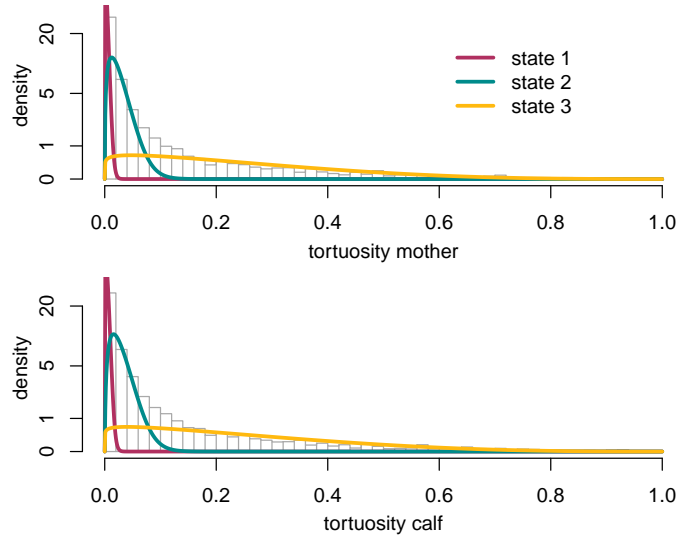 density
20
5
1
0
state 1
state 2
state 3
0.0 0.2 0.4 0.6 0.8 1.0
tortuosity mother
density
20
5
1
0
0.0 0.2 0.4 0.6 0.8 1.0
tortuosity calf